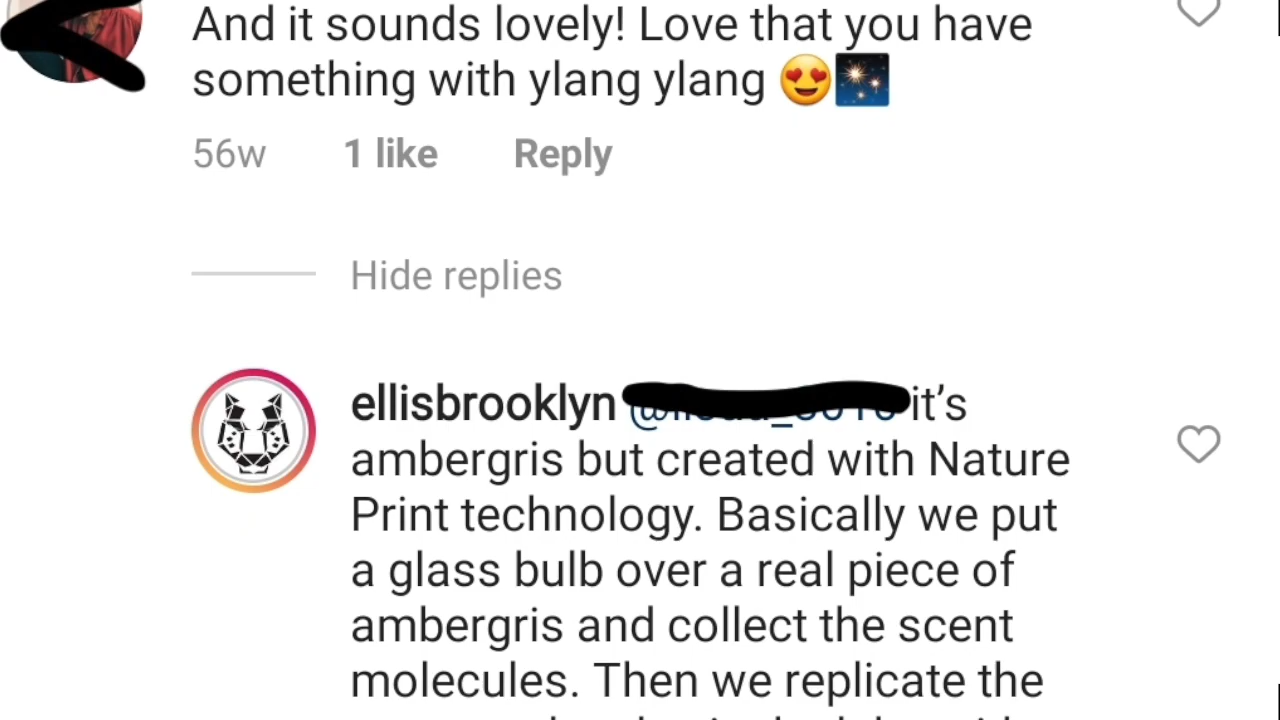 And it sounds lovely! Love that you have
something with ylang ylang 😍🎇
56w 1 like Reply
Hide replies
ellisbrooklyn it’s
ambergris but created with Nature
Print technology. Basically we put
a glass bulb over a real piece of
ambergris and collect the scent
molecules. Then we replicate the